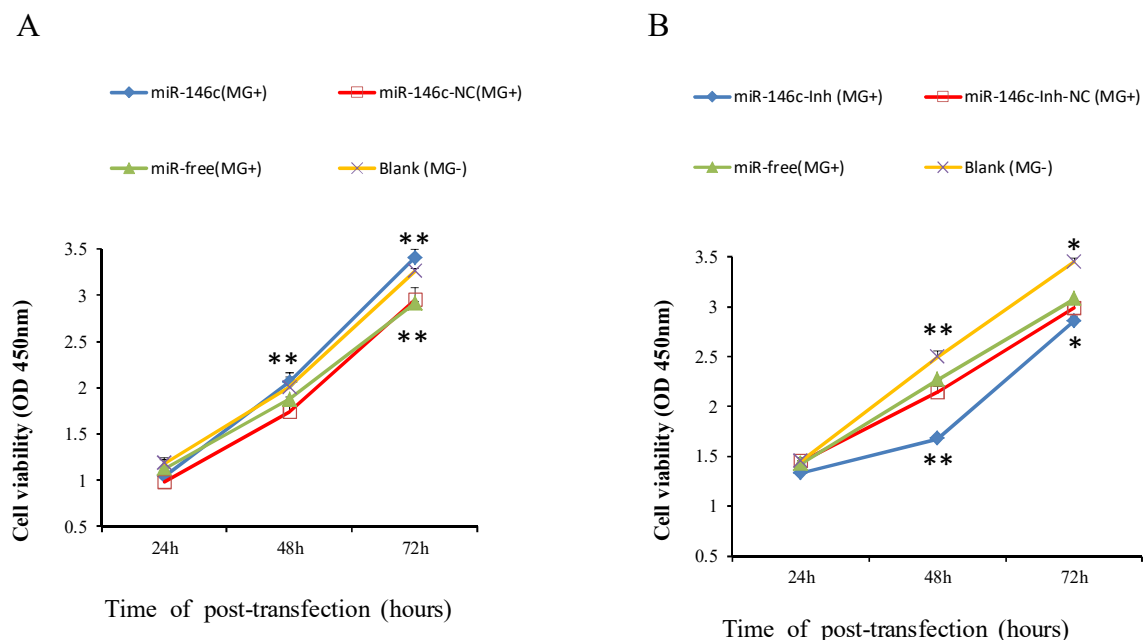 A
miR-146c(MG+)
miR-146c-NC(MG+)
miR-free(MG+)
Blank (MG-)
Cell viability (OD 450nm)
3.5
3
2.5
2
1.5
1
0.5
**
**
**
24h
48h
72h
Time of post-transfection (hours)
B
miR-146c-Inh (MG+)
miR-146c-Inh-NC (MG+)
miR-free(MG+)
Blank (MG-)
Cell viability (OD 450nm)
3.5
3
2.5
2
1.5
1
0.5
*
**
*
**
24h
48h
72h
Time of post-transfection (hours)